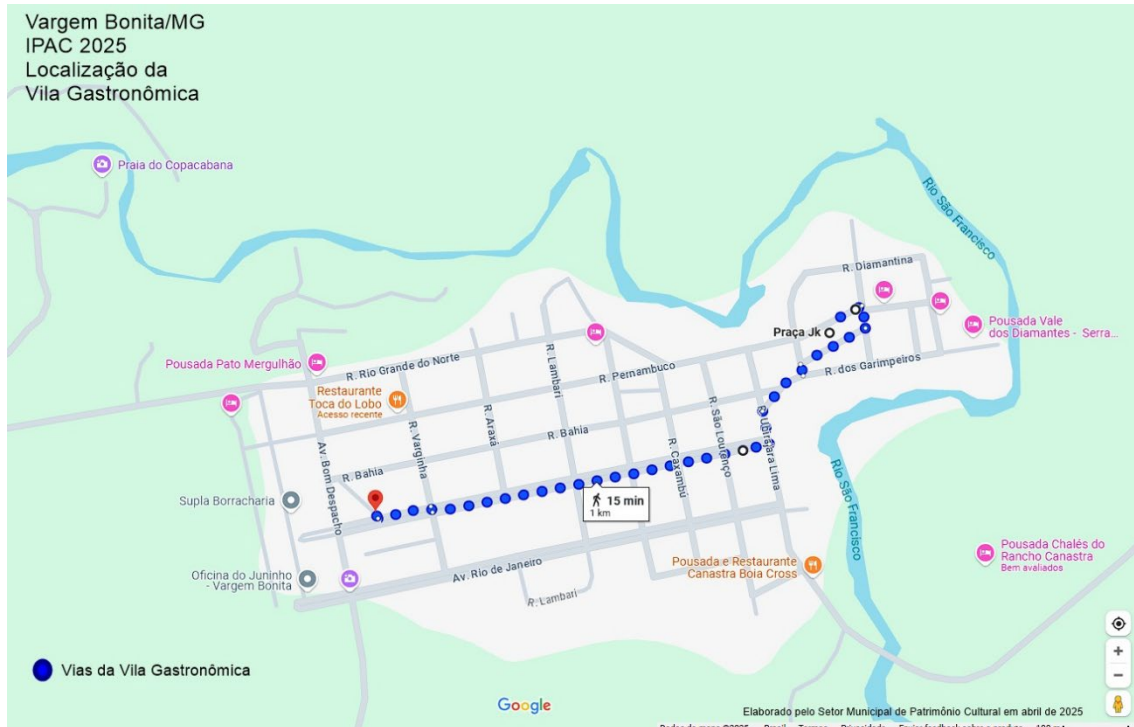 Vargem Bonita/MG
IPAC 2025
Localização da
Vila Gastronômica
Praia do Copacabana
Rio São Francisco
R. Diamantina
Praça Jk
Pousada Vale
dos Diamantes - Serra...
Pousada Pato Mergulhão
R. Rio Grande do Norte
R. Lambari
R. Pernambuco
R. dos Garimpeiros
Restaurante
Toca do Lobo
Acesso recente
R. Araxá
R. Varginha
R. Bahia
R. Bahia
R. Caxambú
R. São Lourenço
R. Ubirajara Lima
Av. Bom Despacho
Supla Borracharia
15 min
1 km
Rio São Francisco
Pousada Chalés do
Rancho Canastra
Bem avaliados
Pousada e Restaurante
Canastra Boia Cross
Av. Rio de Janeiro
Oficina do Juninho
- Vargem Bonita
R. Lambari
Vias da Vila Gastronômica
Google
Elaborado pelo Setor Municipal de Patrimônio Cultural em abril de 2025